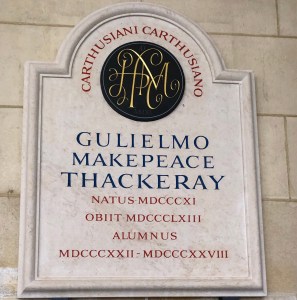 CARTHUSIANI CARTHUSIANO
GULIELMO
MAKEPEACE
THACKERAY
NATUS·MDCCCXI
OBIIT MDCCCLXIII
ALUMNUS
MDCCCXXII-MDCCCXXVIII